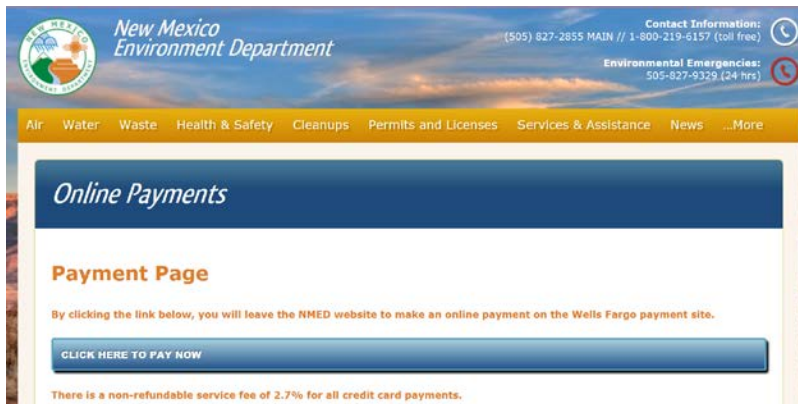 New Mexico
Environment Department
Contact Information:
(505) 827-2855 MAIN // 1-800-219-6157 (toll free)
Environmental Emergencies:
505-827-9329 (24 hrs)
NEW MEXICO
ENVIRONMENT DEPARTMENT
Air Water Waste Health & Safety Cleanups Permits and Licenses Services & Assistance News ...More
Online Payments
Payment Page
By clicking the link below, you will leave the NMED website to make an online payment on the Wells Fargo payment site.
CLICK HERE TO PAY NOW
There is a non-refundable service fee of 2.7% for all credit card payments.